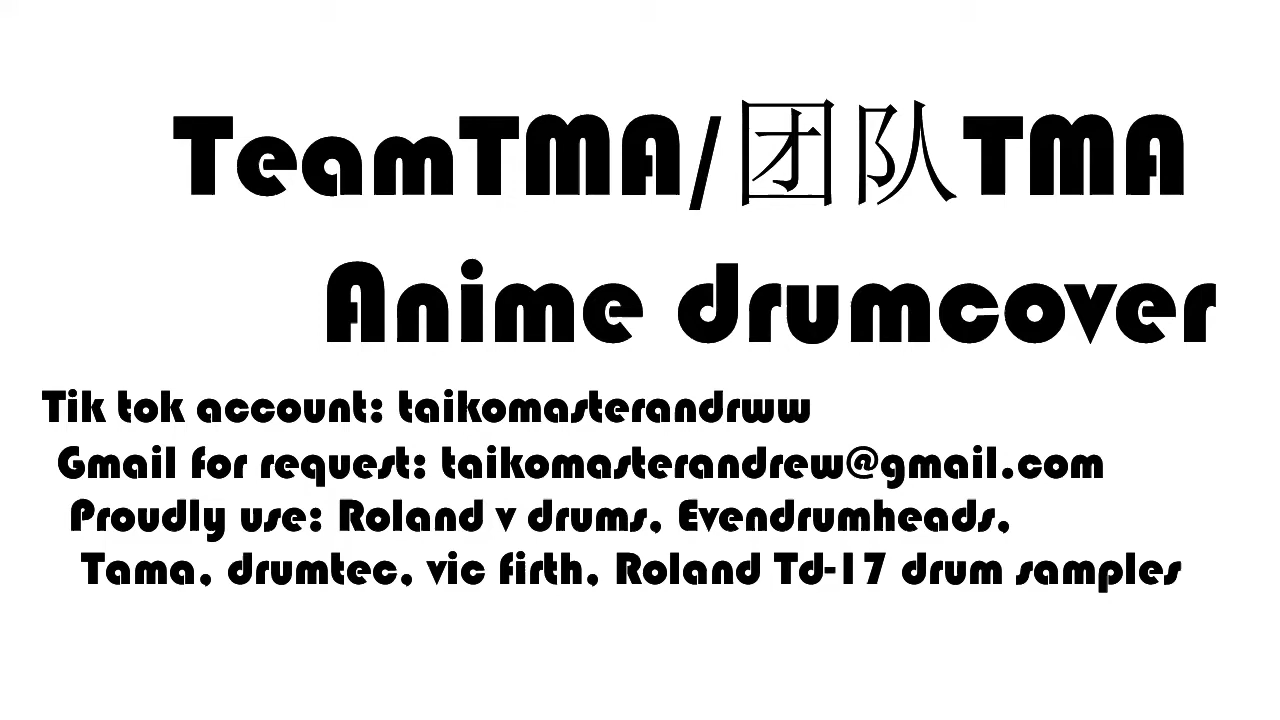 TeamTMA/团队TMA
Anime drumcover
Tik tok account: taikomasterandrww
Gmail for request: taikomasterandrew@gmail.com
Proudly use: Roland v drums, Evendrumheads,
Tama, drumtec, vic firth, Roland Td-17 drum samples